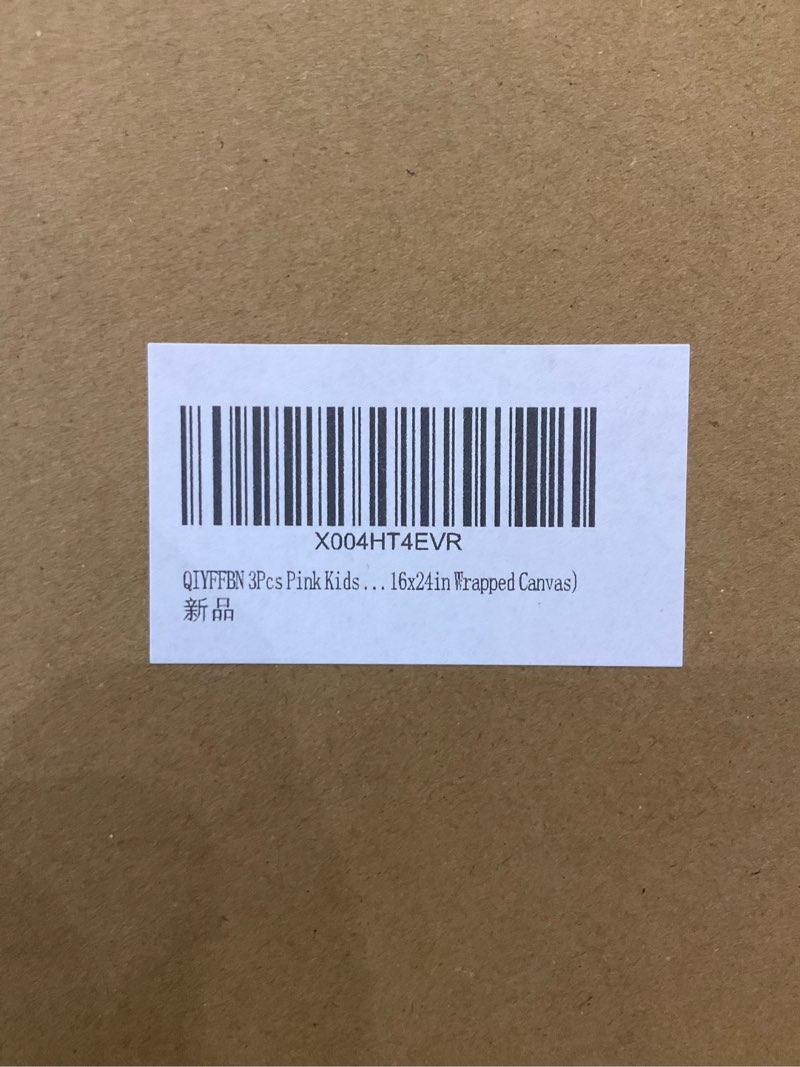 X004HT4EVR
QIYFFBN 3Pcs Pink Kids... 16x24in Wrapped Canvas)
新品